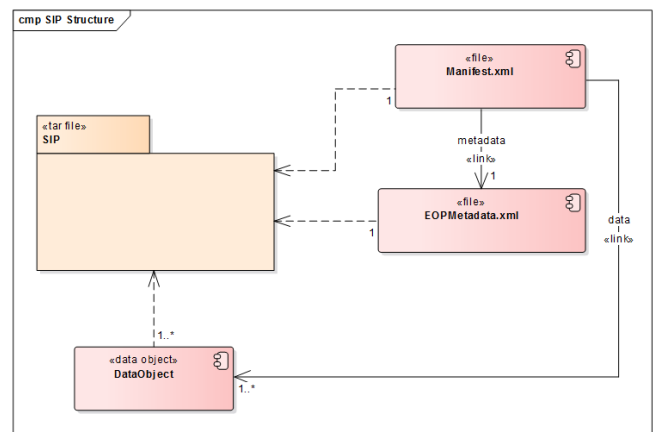 cmp SIP Structure
«file»
Manifest.xml
1
«tar file»
SIP
metadata
«link»
1
«file»
EOPMetadata.xml
1
data
«link»
1..*
«data object»
DataObject
1..*